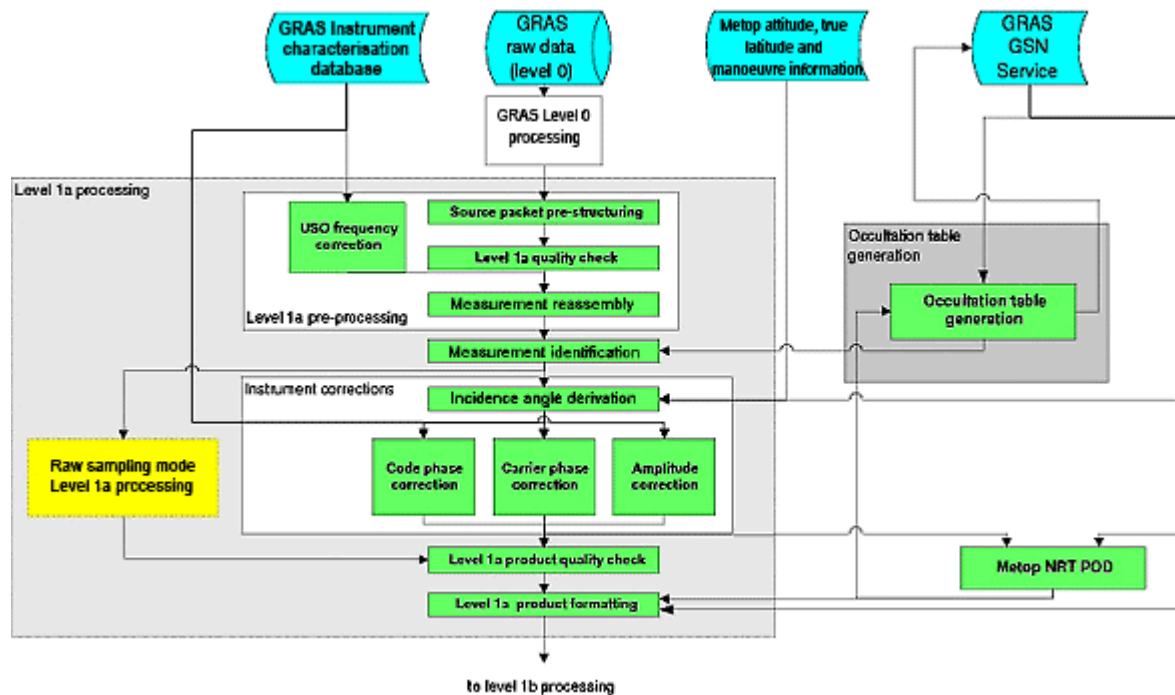 GRAS Instrument
characterisation
database
GRAS
raw data
(level 0)
Metop attitude, true
latitude and
manoeuvre information
GRAS
GSN
Service
GRAS Level 0
processing
Level 1a processing
USO frequency
correction
Source packet pre-structuring
Level 1a quality check
Measurement reassembly
Level 1a pre-processing
Occultation table
generation
Occultation table
generation
Measurement identification
Instrument corrections
Incidence angle derivation
Raw sampling mode
Level 1a processing
Code phase
correction
Carrier phase
correction
Amplitude
correction
Level 1a product quality check
Metop NRT POD
Level 1a product formatting
to level 1b processing